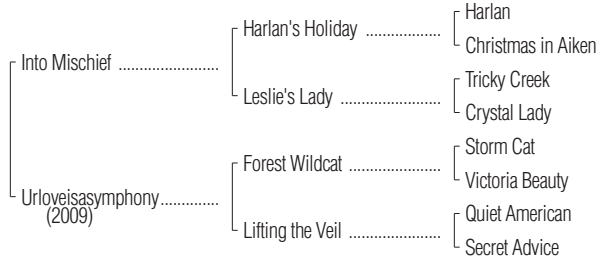 Harlan
Harlan's Holiday ..................
Christmas in Aiken
Into Mischief ........................
Tricky Creek
Leslie's Lady ........................
Crystal Lady
Storm Cat
Forest Wildcat ......................
Victoria Beauty
Urloveisasymphony..............
(2009)
Quiet American
Lifting the Veil ......................
Secret Advice